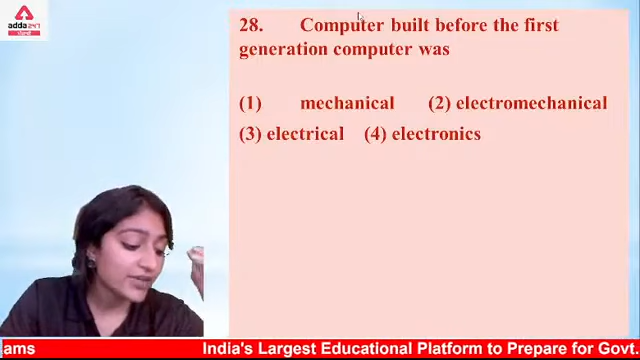 adda247
ਪੰਜਾਬੀ
28. Computer built before the first
generation computer was
(1) mechanical (2) electromechanical
(3) electrical (4) electronics
ams India's Largest Educational Platform to Prepare for Govt.